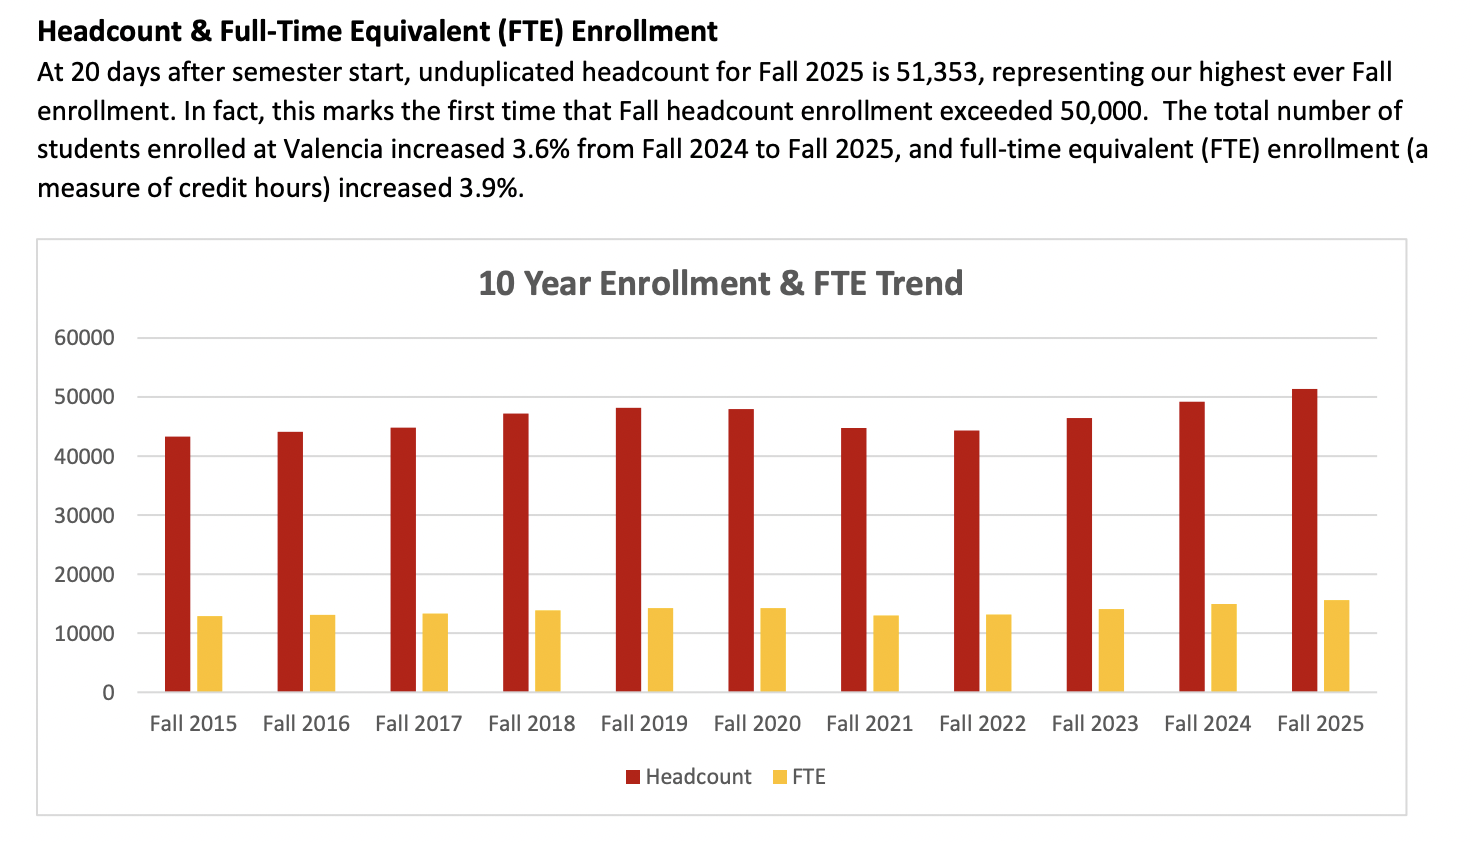 Headcount & Full-Time Equivalent (FTE) Enrollment
At 20 days after semester start, unduplicated headcount for Fall 2025 is 51,353, representing our highest ever Fall
enrollment. In fact, this marks the first time that Fall headcount enrollment exceeded 50,000.  The total number of
students enrolled at Valencia increased 3.6% from Fall 2024 to Fall 2025, and full-time equivalent (FTE) enrollment (a
measure of credit hours) increased 3.9%.
10 Year Enrollment & FTE Trend
60000
50000
40000
30000
20000
10000
0
Fall 2015 Fall 2016 Fall 2017 Fall 2018 Fall 2019 Fall 2020 Fall 2021 Fall 2022 Fall 2023 Fall 2024 Fall 2025
Headcount FTE